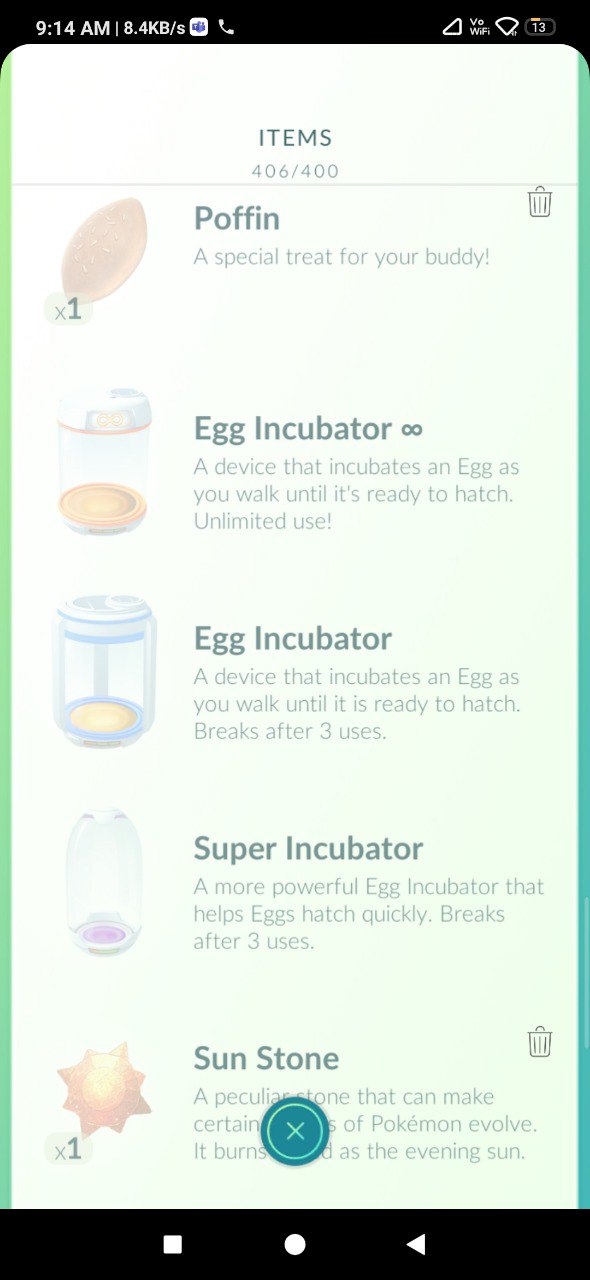 9:14 AM | 8.4KB/s
Vo
WiFi
13
ITEMS
406/400
Poffin
A special treat for your buddy!
x1
Egg Incubator ∞
A device that incubates an Egg as
you walk until it's ready to hatch.
Unlimited use!
Egg Incubator
A device that incubates an Egg as
you walk until it is ready to hatch.
Breaks after 3 uses.
Super Incubator
A more powerful Egg Incubator that
helps Eggs hatch quickly. Breaks
after 3 uses.
Sun Stone
A peculiar stone that can make
certain of Pokémon evolve.
It burns as the evening sun.
x1